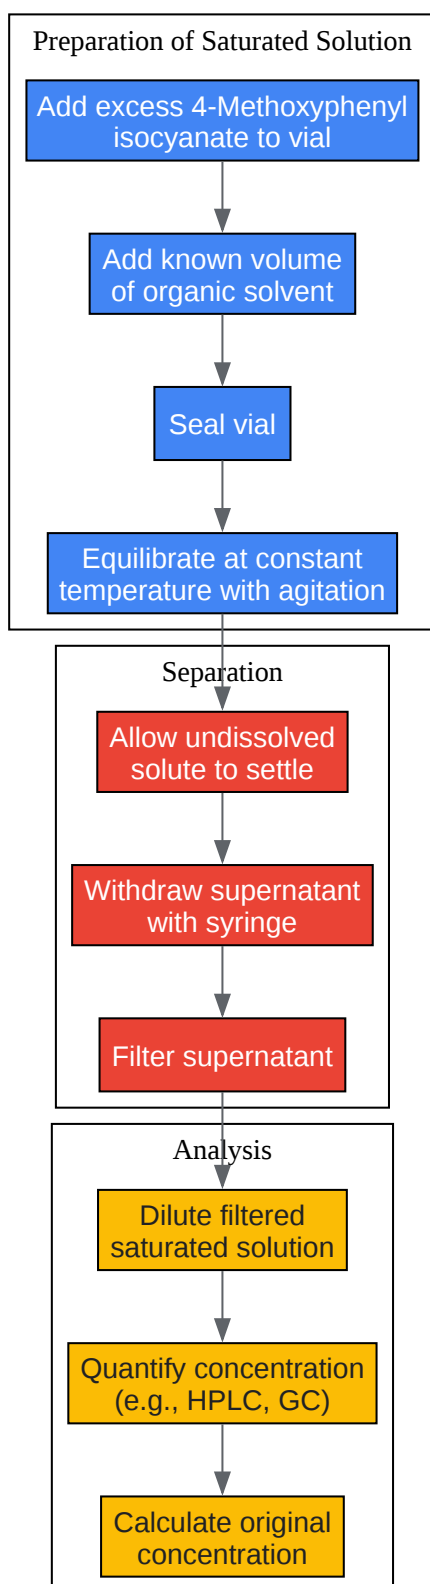 Preparation of Saturated Solution
Add excess 4-Methoxyphenyl
isocyanate to vial
Add known volume
of organic solvent
Seal vial
Equilibrate at constant
temperature with agitation
Separation
Allow undissolved
solute to settle
Withdraw supernatant
with syringe
Filter supernatant
Analysis
Dilute filtered
saturated solution
Quantify concentration
(e.g., HPLC, GC)
Calculate original
concentration